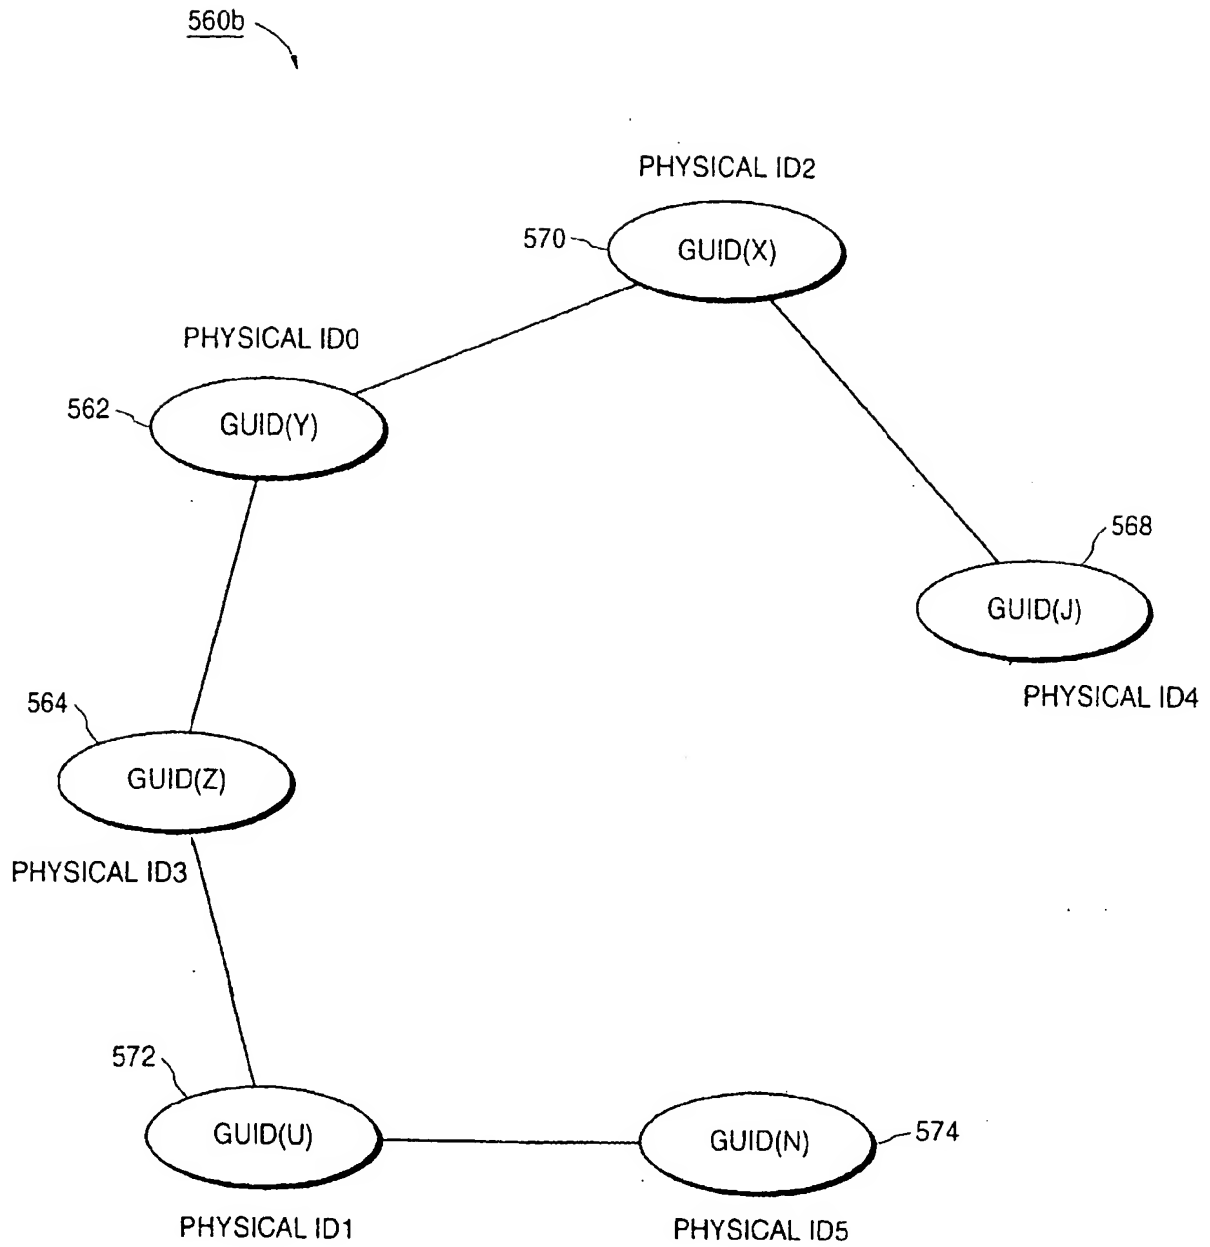 560b
PHYSICAL ID2
570
GUID(X)
PHYSICAL ID0
562
GUID(Y)
568
GUID(J)
PHYSICAL ID4
564
GUID(Z)
PHYSICAL ID3
572
GUID(U)
GUID(N)
574
PHYSICAL ID1
PHYSICAL ID5